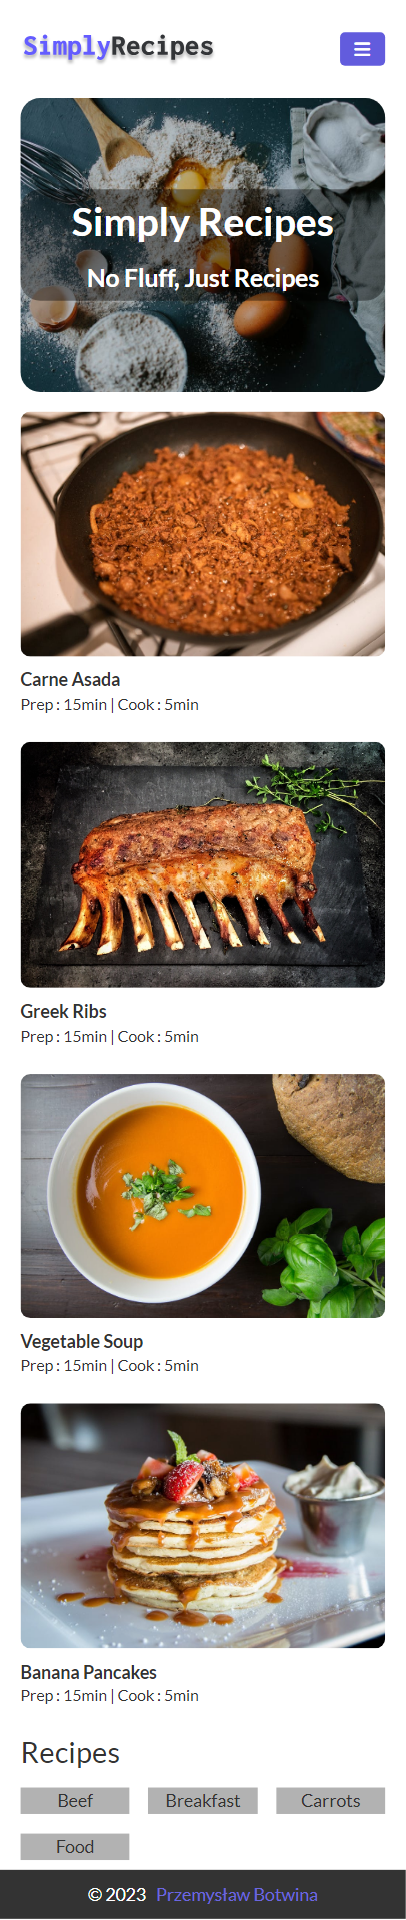 SimplyRecipes
Simply Recipes
No Fluff, Just Recipes
Carne Asada
Prep : 15min | Cook : 5min
Greek Ribs
Prep : 15min | Cook : 5min
Vegetable Soup
Prep : 15min | Cook : 5min
Banana Pancakes
Prep : 15min | Cook : 5min
Recipes
Beef Breakfast Carrots
Food
© 2023 Przemysław Botwina